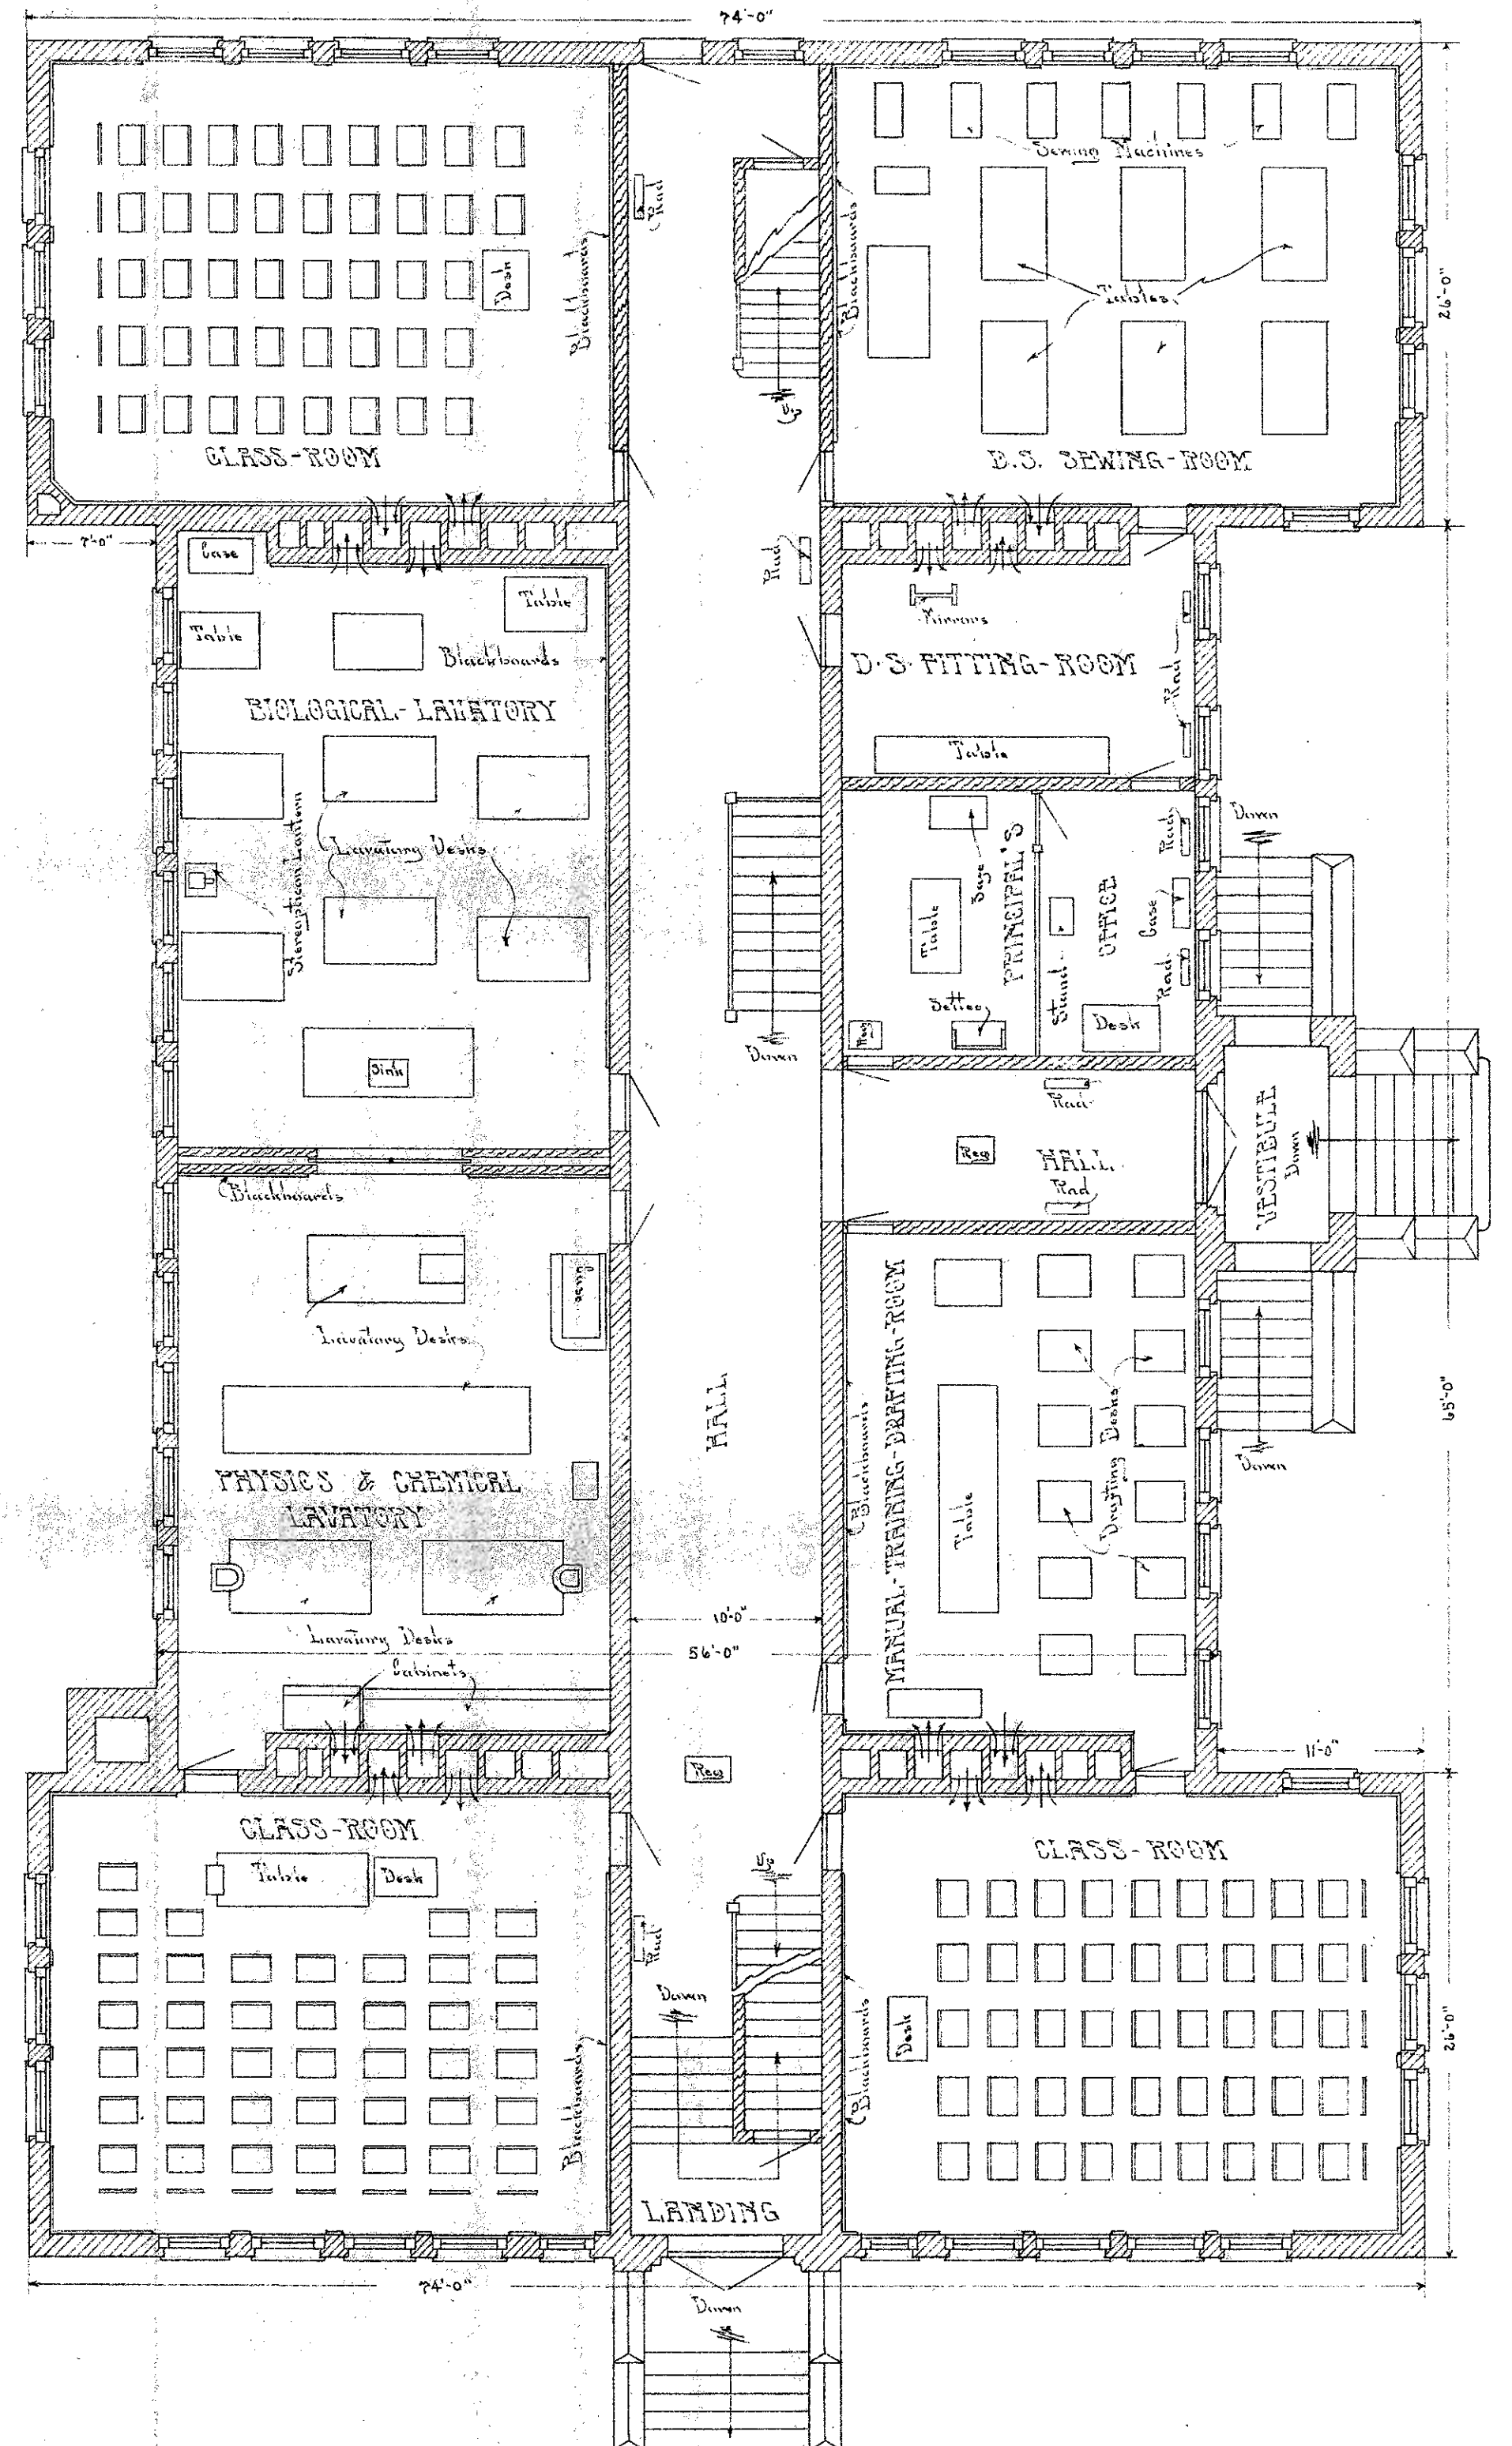 74'-0"
Sewing Machines
Rad
Blackboards
Desk
Blackboards
Tables
26'-0"
Up
CLASS-ROOM
D.S. SEWING-ROOM
7'-0"
Case
Rad
Table
Table
Mirrors
Blackboards
D.S. FITTING-ROOM
Rad
BIOLOGICAL-LAVATORY
Table
Stereopticon Lantern
Lavatory Desks
Down
Rad
PRINCIPAL'S
OFFICE
Table
Case
Stand
Rad
Settee
Desk
Reg
Down
Sink
Rad
VESTIBULE
Down
Reg
HALL
Rad
Blackboards
Case
Lavatory Desks
MANUAL-TRAINING-DRAFTING-ROOM
HALL
Blackboards
Drafting Desks
65'-0"
Down
PHYSICS & CHEMICAL
LAVATORY
Table
10'-0"
Lavatory Desks
56'-0"
Cabinets
11'-0"
Reg
CLASS-ROOM
CLASS-ROOM
Table
Desk
Up
Rad
Down
Desk
Blackboards
Blackboards
26'-0"
LANDING
74'-0"
Down